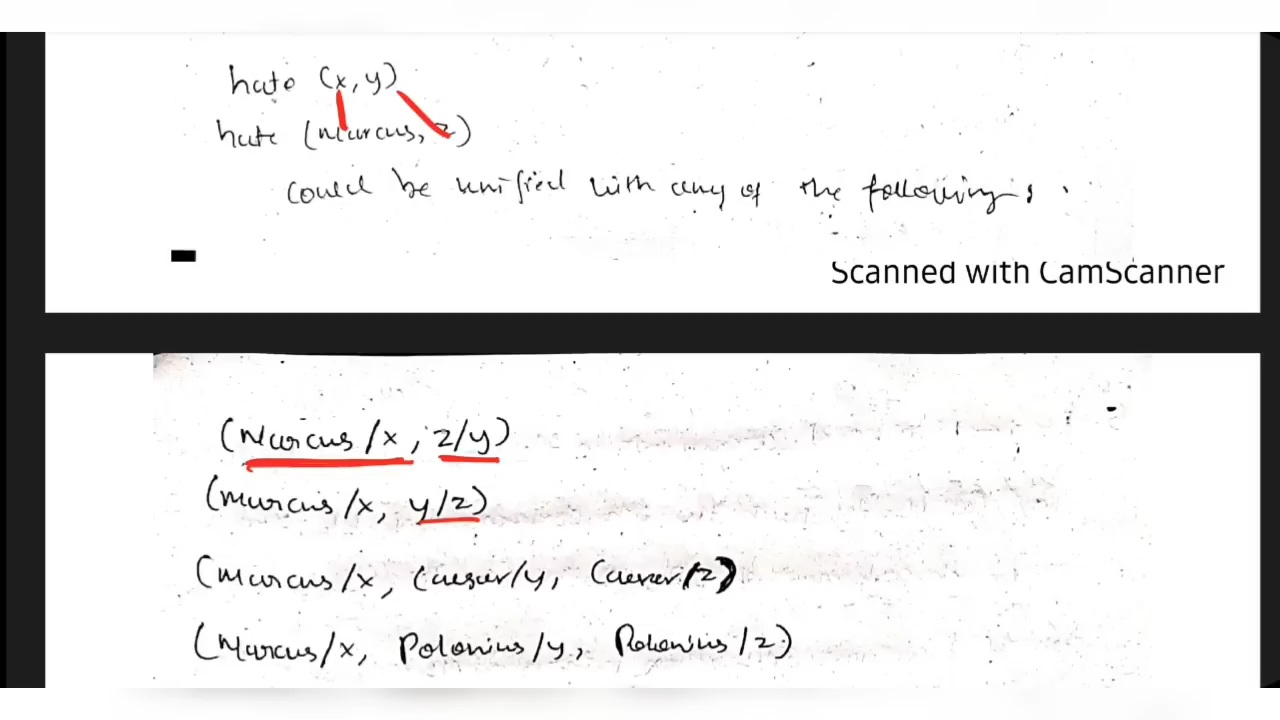 hate (x, y)
hate (Marcus, z)
could be unified with any of the following :
Scanned with CamScanner
(Marcus/x, z/y)
(Marcus/x, y/z)
(Marcus/x, Caesar/y, Caesar/z)
(Marcus/x, Polonius/y, Polonius/z)